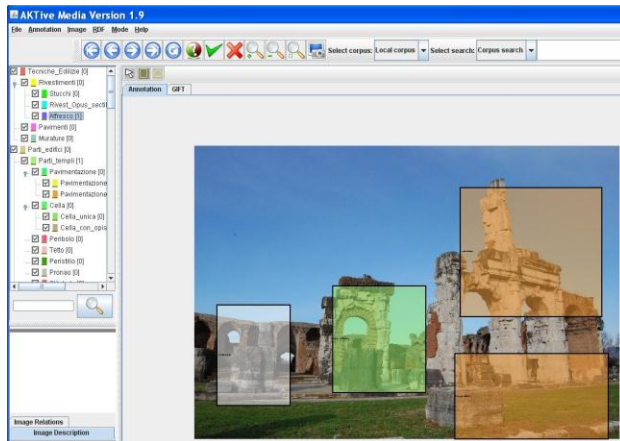 AKTive Media Version 1.9
File Annotation Image RDF Mode Help
Select corpus: Local corpus Select search: Corpus search
Tecniche_Edilizie [0]
Rivestimenti [0]
Stucchi [0]
Rivest_Opus_sectil
Affresco [1]
Pavimenti [0]
Murature [0]
Parti_edifici [0]
Parti_templi [1]
Pavimentazione [0]
Pavimentazione
Pavimentazione
Cella [0]
Cella_unica [0]
Cella_con_opis
Peribolo [0]
Tetto [0]
Peristilio [0]
Pronao [0]
Annotation GIFT
Image Relations
Image Description